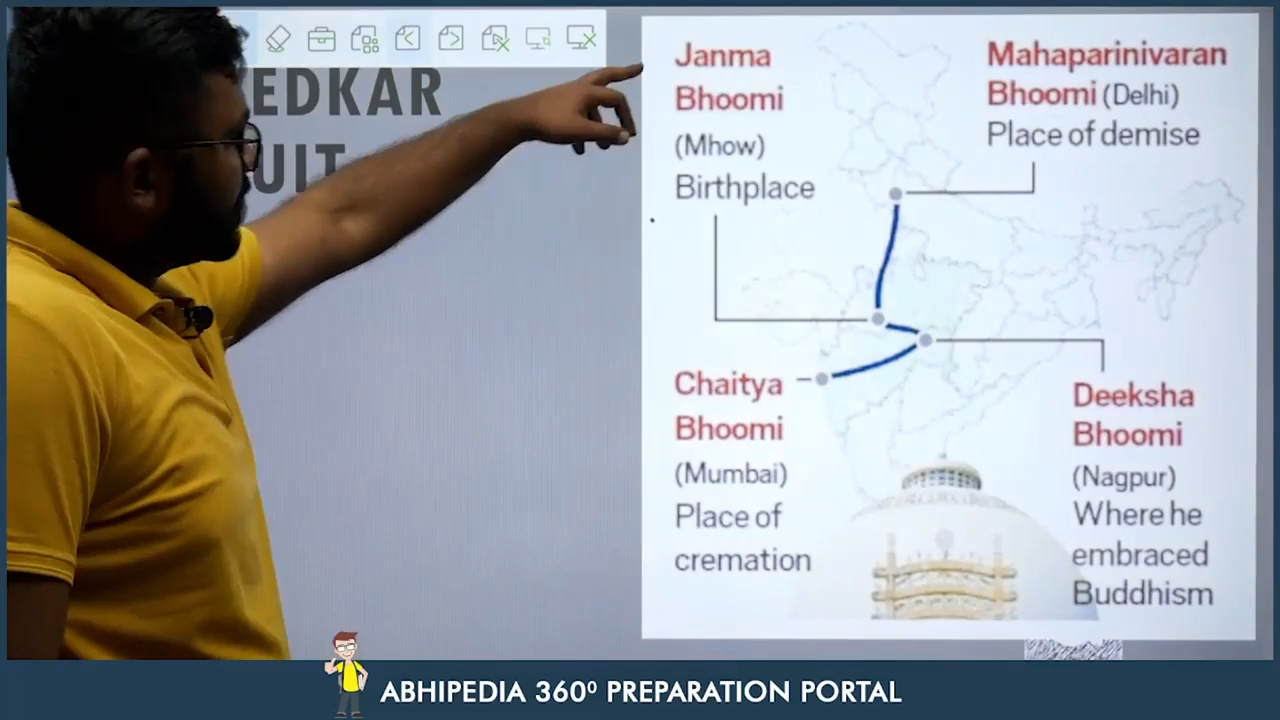 EDKAR
UIT
Janma
Bhoomi
(Mhow)
Birthplace
Mahaparinivaran
Bhoomi (Delhi)
Place of demise
Chaitya
Bhoomi
(Mumbai)
Place of
cremation
Deeksha
Bhoomi
(Nagpur)
Where he
embraced
Buddhism
ABHIPEDIA 360⁰ PREPARATION PORTAL